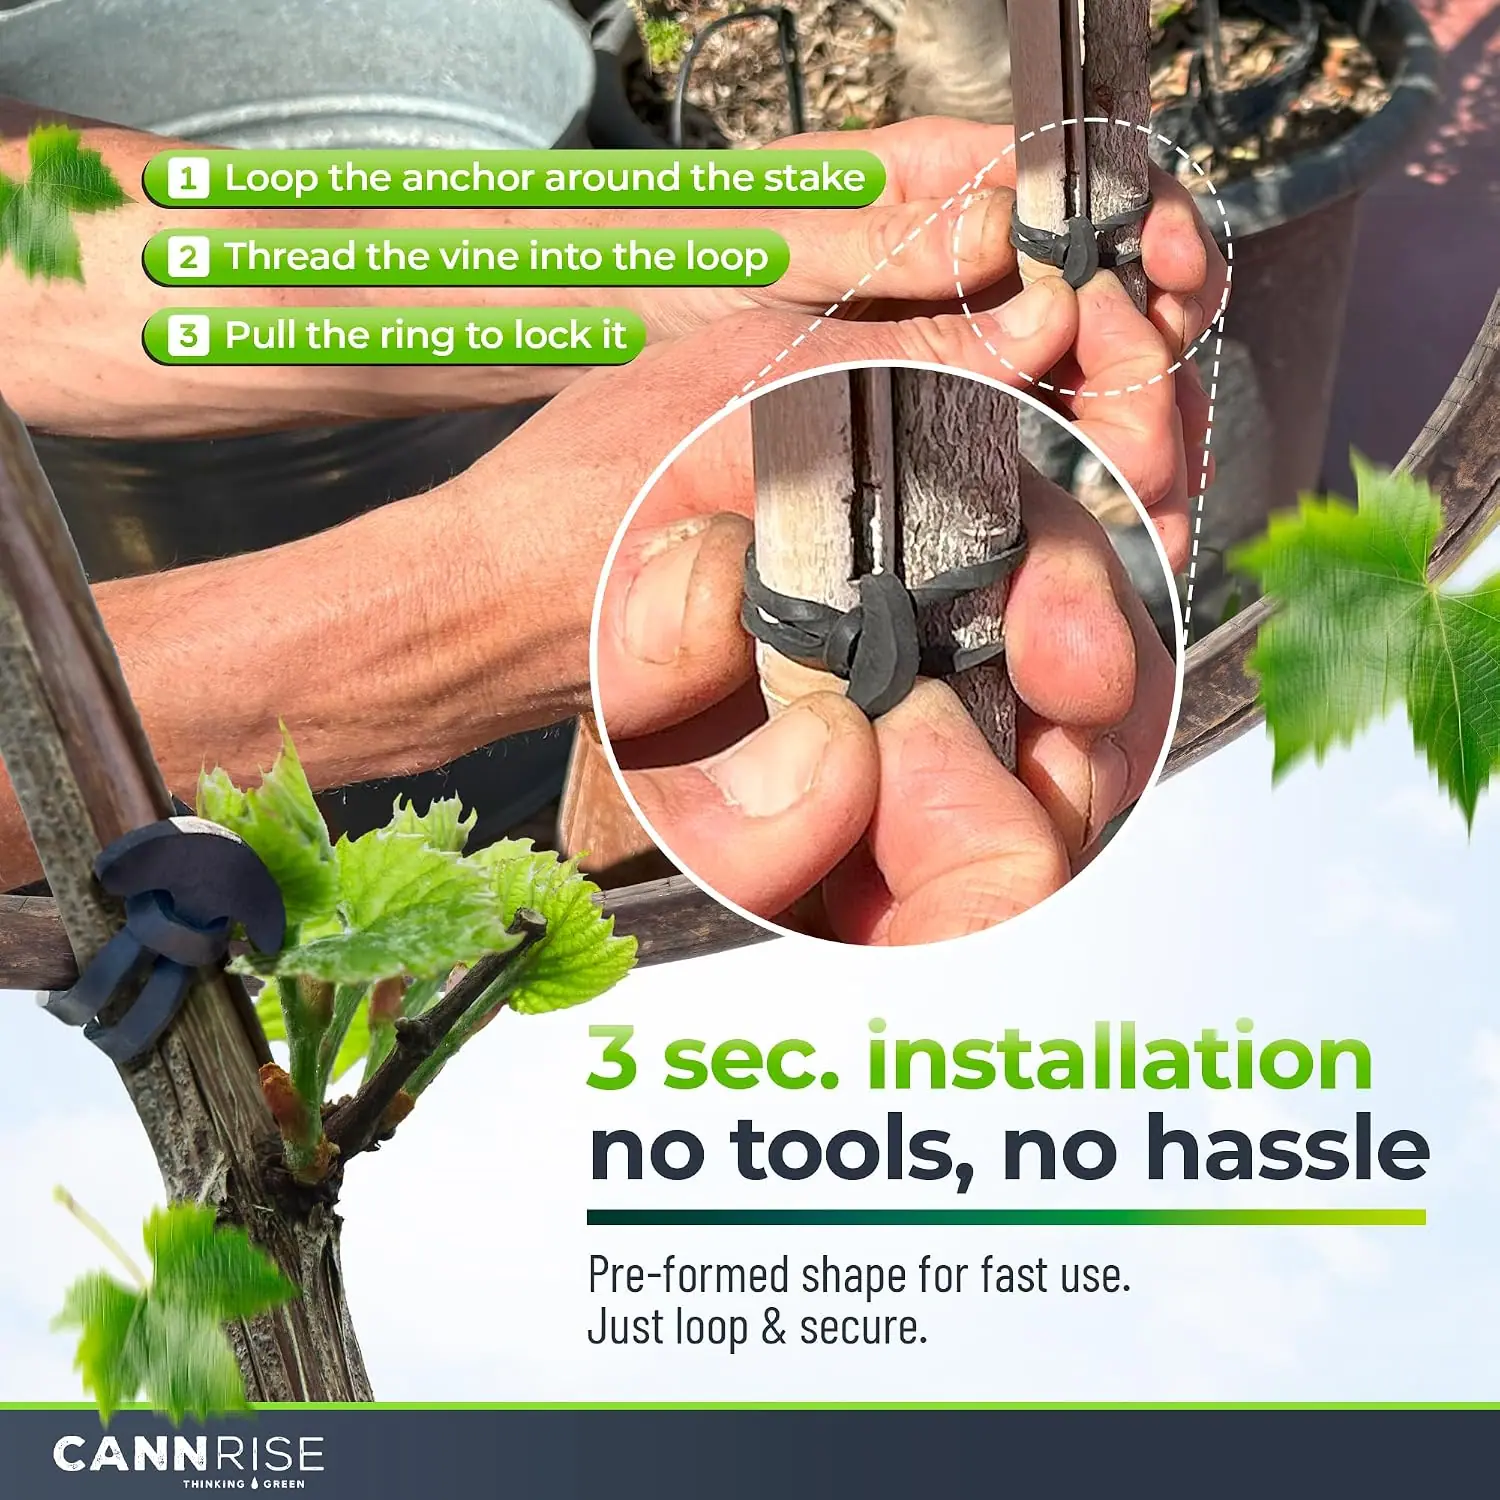 1 Loop the anchor around the stake
2 Thread the vine into the loop
3 Pull the ring to lock it
3 sec. installation
no tools, no hassle
Pre-formed shape for fast use.
Just loop & secure.
CANNRISE
THINKING GREEN